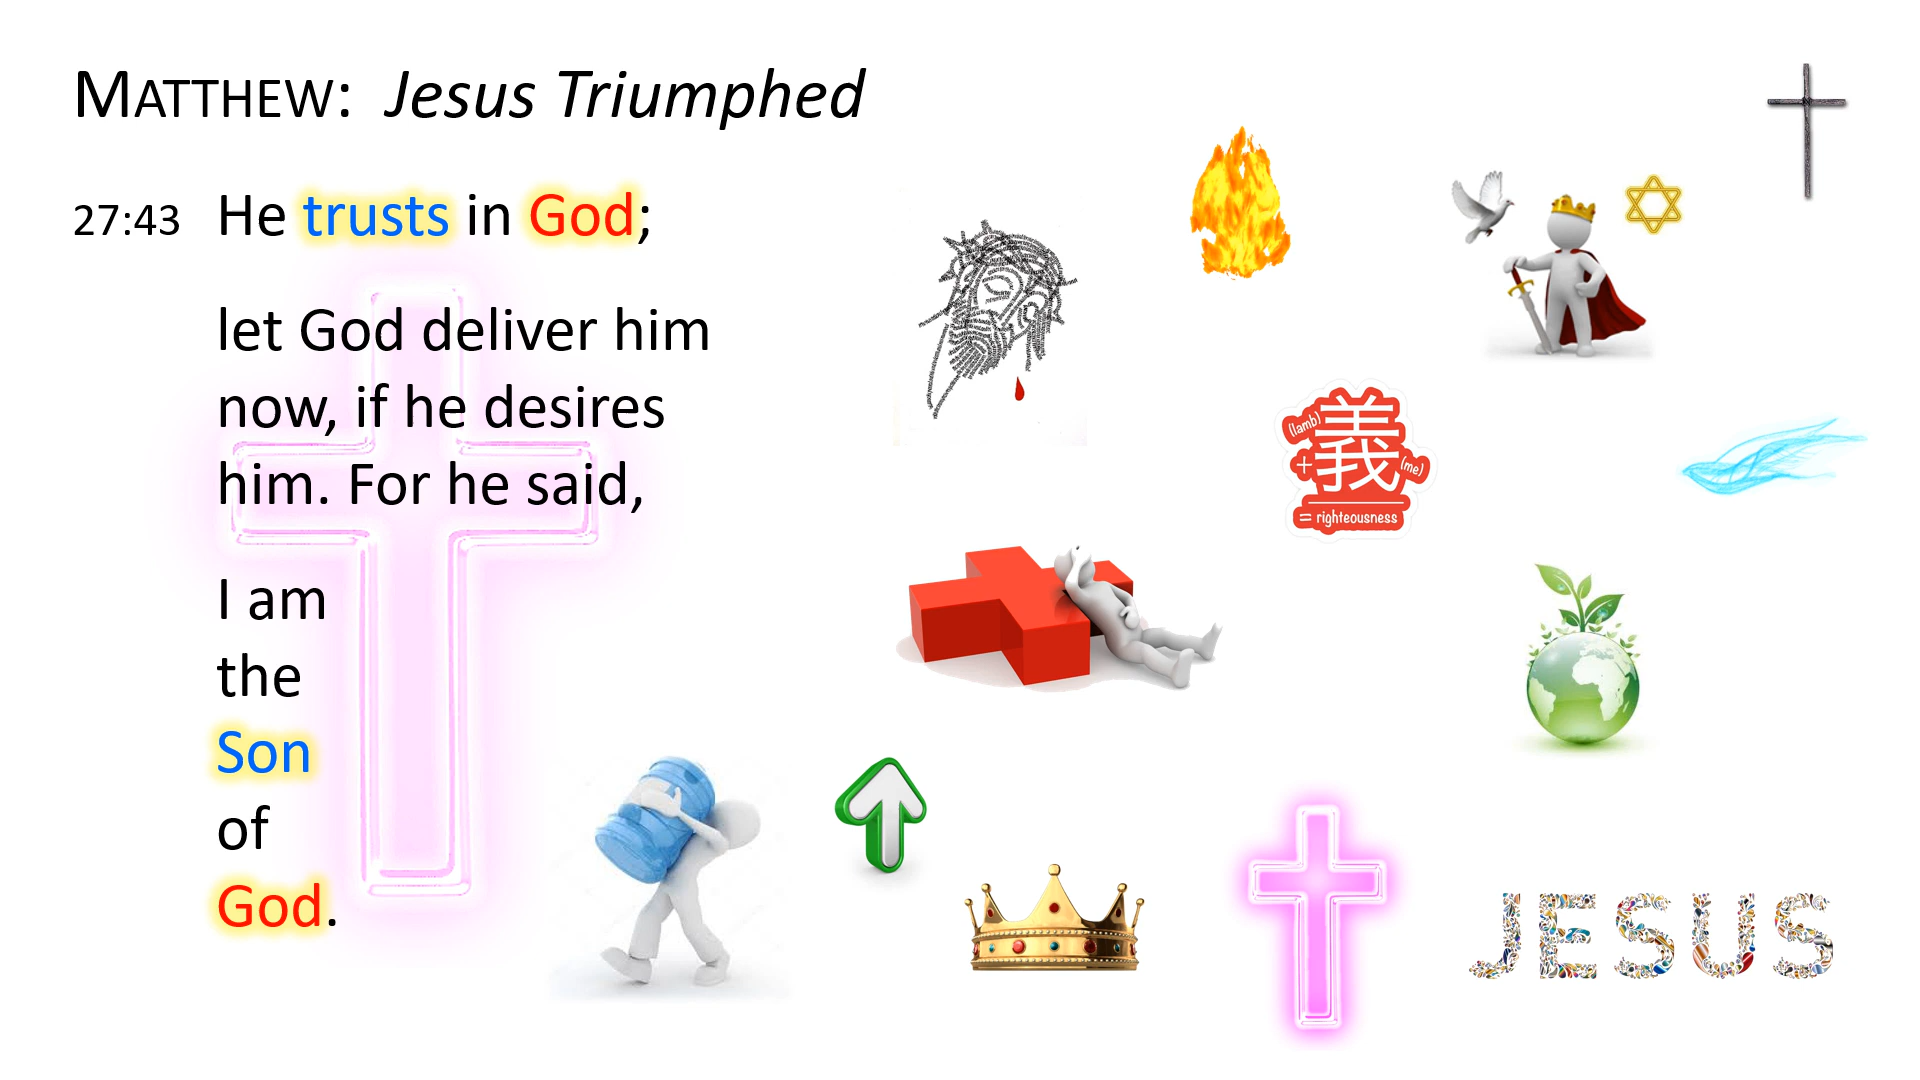 MATTHEW: Jesus Triumphed
27:43 He trusts in God;
let God deliver him
now, if he desires
him. For he said,
I am
the
Son
of
God.
(lamb)
+ 義 (me)
= righteousness
JESUS